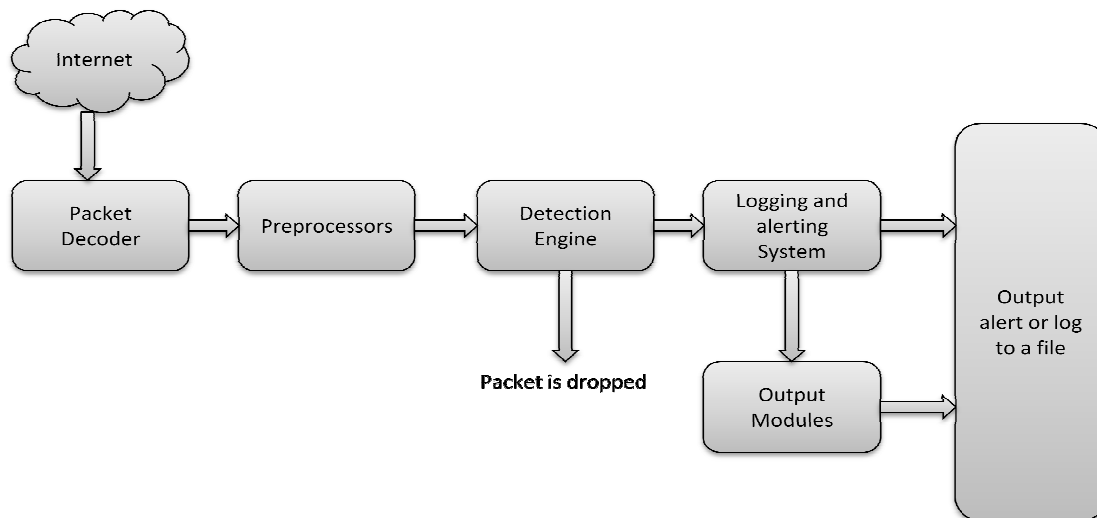 Internet
Packet
Decoder
Preprocessors
Detection
Engine
Logging and
alerting
System
Packet is dropped
Output
Modules
Output
alert or log
to a file